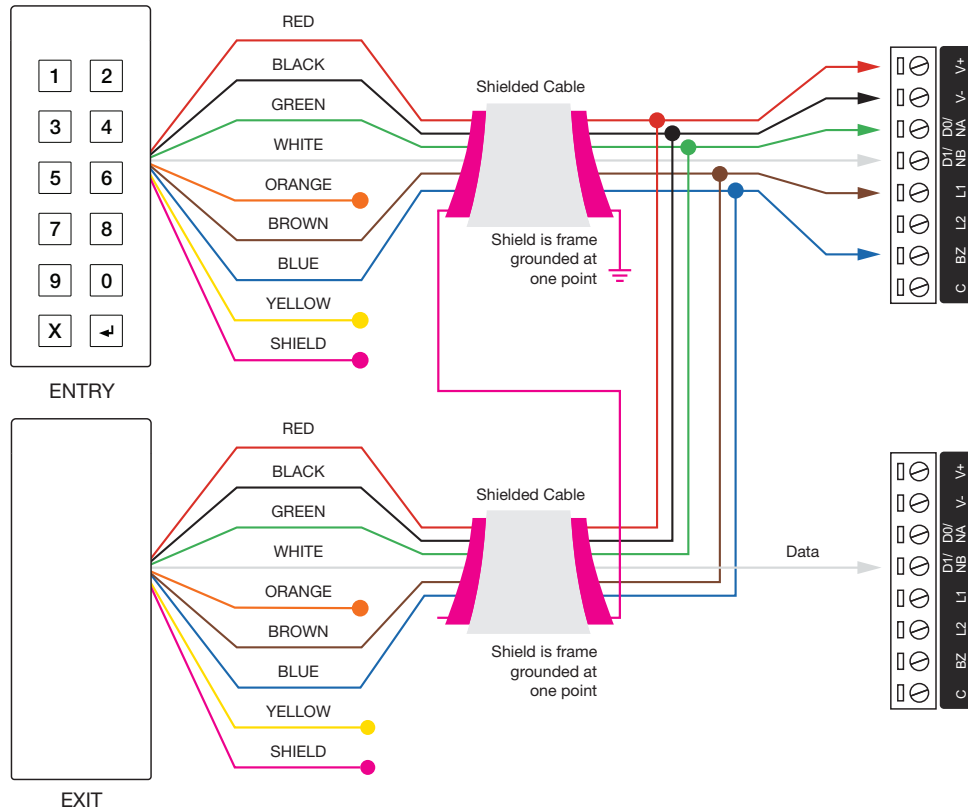 1 2
3 4
5 6
7 8
9 0
X
ENTRY
RED
BLACK
GREEN
WHITE
ORANGE
BROWN
BLUE
YELLOW
SHIELD
Shielded Cable
Shield is frame
grounded at
one point
V+
V-
D0/
NA
D1/
NB
L1
L2
BZ
C
EXIT
RED
BLACK
GREEN
WHITE
ORANGE
BROWN
BLUE
YELLOW
SHIELD
Shielded Cable
Shield is frame
grounded at
one point
Data
V+
V-
D0/
NA
D1/
NB
L1
L2
BZ
C